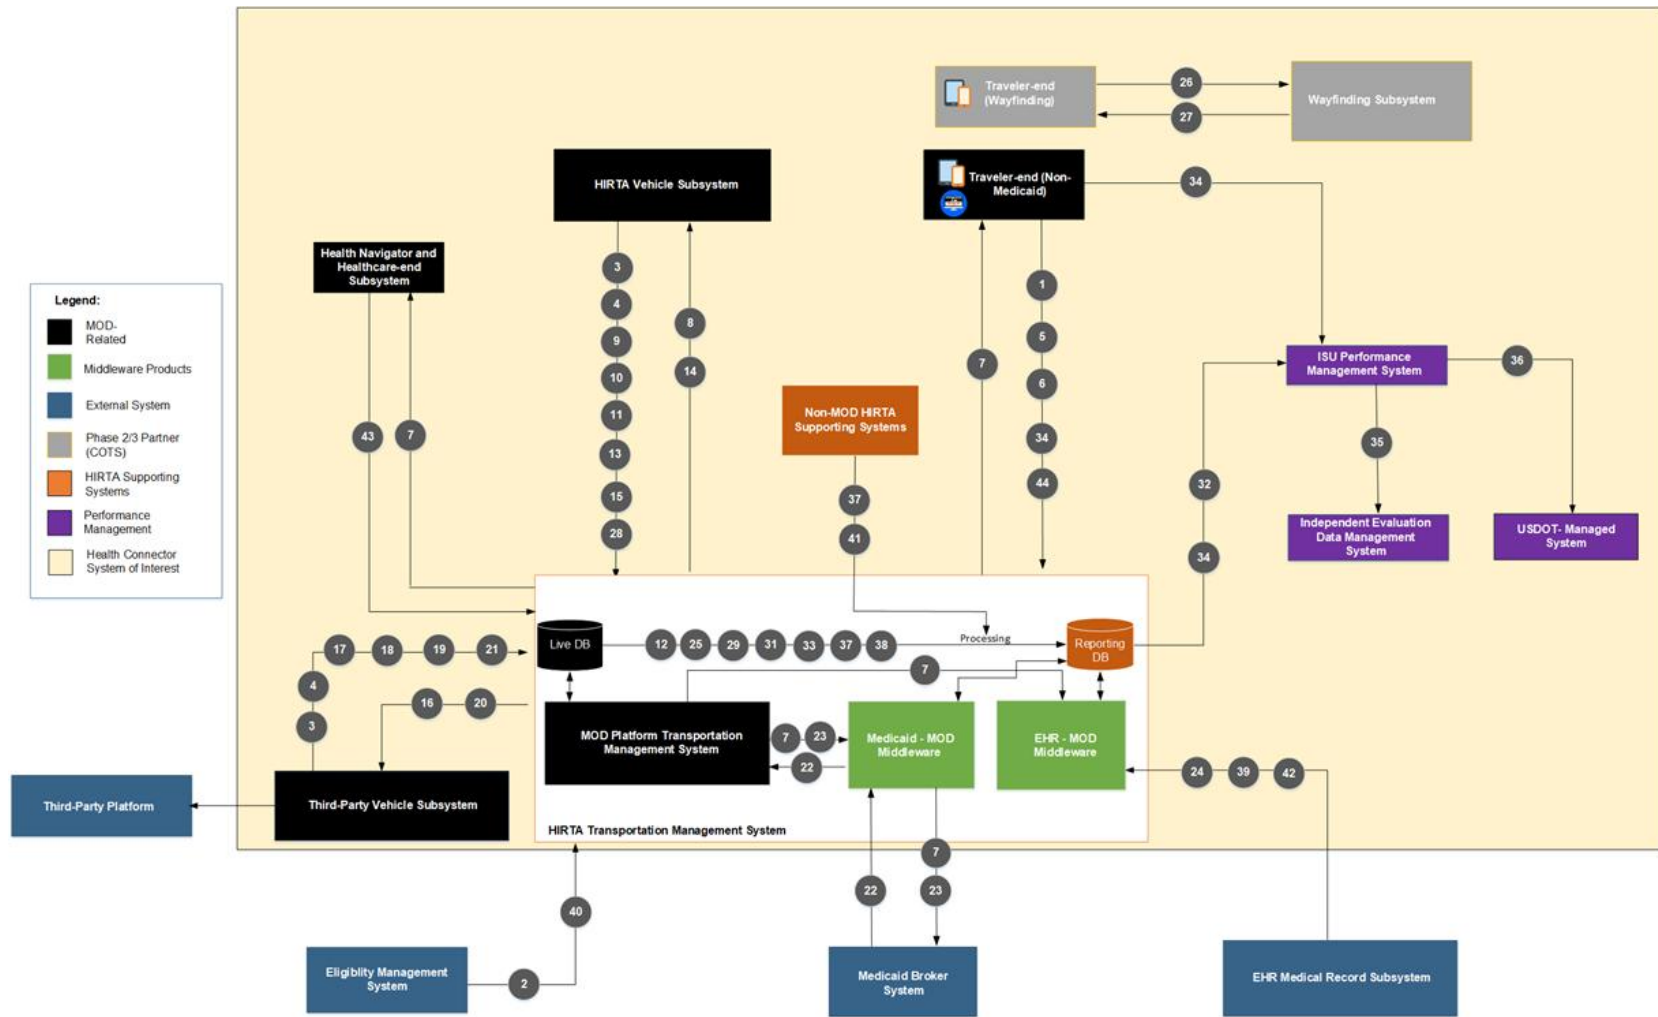 Traveler-end
(Wayfinding)
26
27
Wayfinding Subsystem
HIRTA Vehicle Subsystem
Traveler-end (Non-
Medicaid)
34
Health Navigator and
Healthcare-end
Subsystem
3
4
9
10
11
13
15
28
8
14
7
1
5
6
34
44
Legend:
MOD-
Related
Middleware Products
External System
Phase 2/3 Partner
(COTS)
HIRTA Supporting
Systems
Performance
Management
Health Connector
System of Interest
43
7
Non-MOD HIRTA
Supporting Systems
37
41
ISU Performance
Management System
36
35
32
34
Independent Evaluation
Data Management
System
USDOT- Managed
System
Live DB
12
25
29
31
33
37
38
Processing
Reporting
DB
7
17
18
19
21
4
3
16
20
MOD Platform Transportation
Management System
7
23
22
Medicaid - MOD
Middleware
EHR - MOD
Middleware
24
39
42
Third-Party Platform
Third-Party Vehicle Subsystem
HIRTA Transportation Management System
7
22
23
40
Eligiblity Management
System
2
Medicaid Broker
System
EHR Medical Record Subsystem